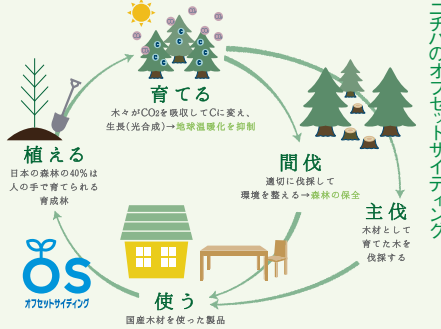 ニチハのオフセットサイディング
育てる
木々がCO2を吸収してCに変え、
生長(光合成)→地球温暖化を抑制
植える
日本の森林の40%は
人の手で育てられる
育成林
間伐
適切に伐採して
環境を整える→森林の保全
主伐
木材として
育てた木を
伐採する
使う
国産木材を使った製品
OS
オフセットサイディング